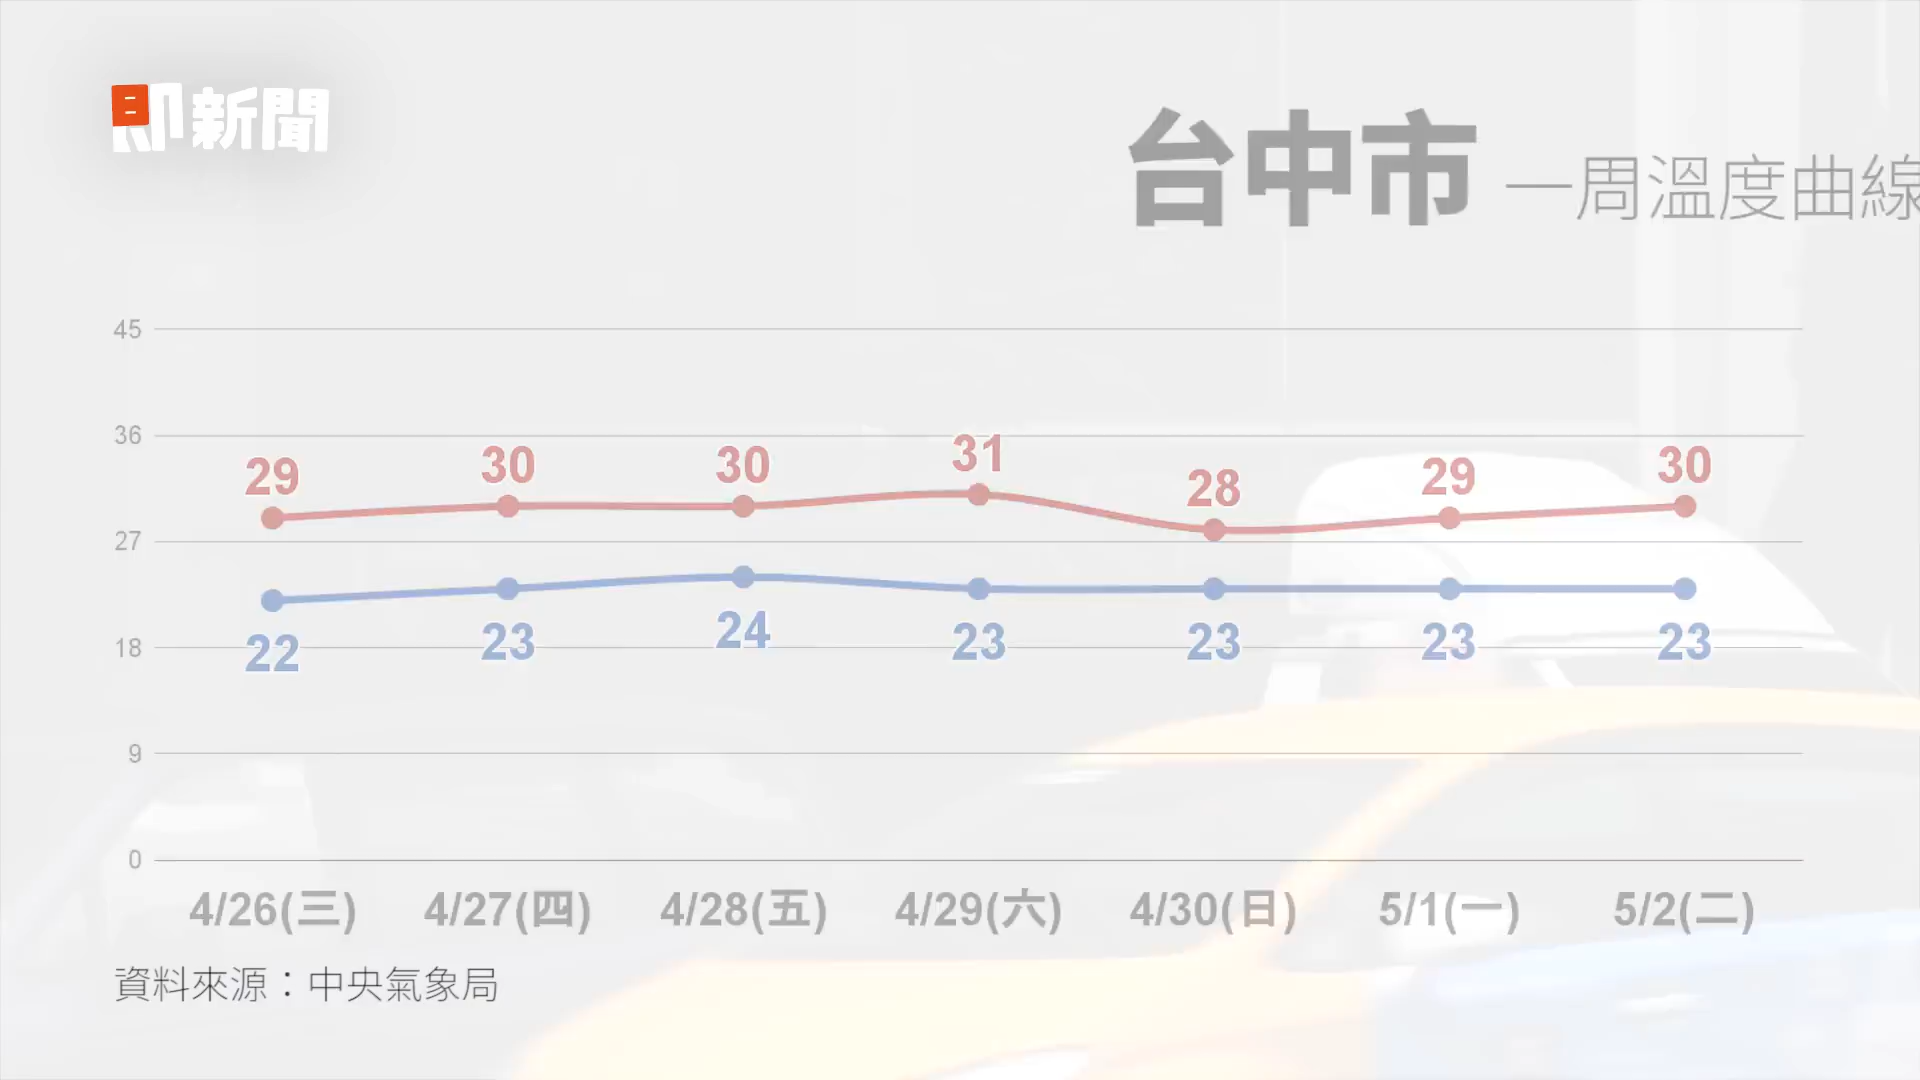 即新聞
台中市 一周溫度曲線
45
36
27
18
9
0
29 30 30 31 28 29 30
22 23 24 23 23 23 23
4/26(三) 4/27(四) 4/28(五) 4/29(六) 4/30(日) 5/1(一) 5/2(二)
資料來源：中央氣象局